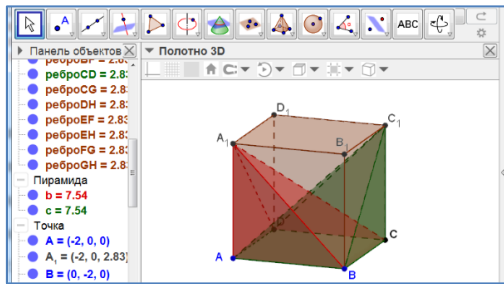 ABC
Панель объектов
Полотно 3D
реброBF = 2.83
реброCD = 2.83
реброCG = 2.83
реброDH = 2.83
реброEF = 2.83
реброEH = 2.83
реброFG = 2.83
реброGH = 2.83
Пирамида
b = 7.54
c = 7.54
Точка
A = (-2, 0, 0)
A₁ = (-2, 0, 2.83)
B = (0, -2, 0)
D₁
C₁
A₁
B₁
D
C
A
B